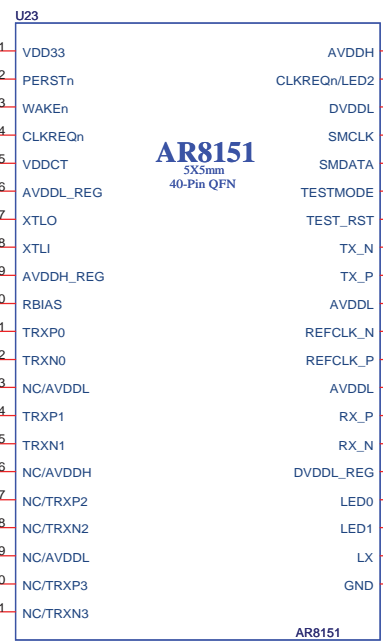 U23
1 VDD33 AVDDH
2 PERSTn CLKREQn/LED2
3 WAKEn DVDDL
4 CLKREQn SMCLK
AR8151
5 VDDCT SMDATA
5X5mm
40-Pin QFN
6 AVDDL_REG TESTMODE
7 XTLO TEST_RST
8 XTLI TX_N
9 AVDDH_REG TX_P
0 RBIAS AVDDL
1 TRXP0 REFCLK_N
2 TRXN0 REFCLK_P
3 NC/AVDDL AVDDL
4 TRXP1 RX_P
5 TRXN1 RX_N
6 NC/AVDDH DVDDL_REG
7 NC/TRXP2 LED0
8 NC/TRXN2 LED1
9 NC/AVDDL LX
0 NC/TRXP3 GND
1 NC/TRXN3
AR8151